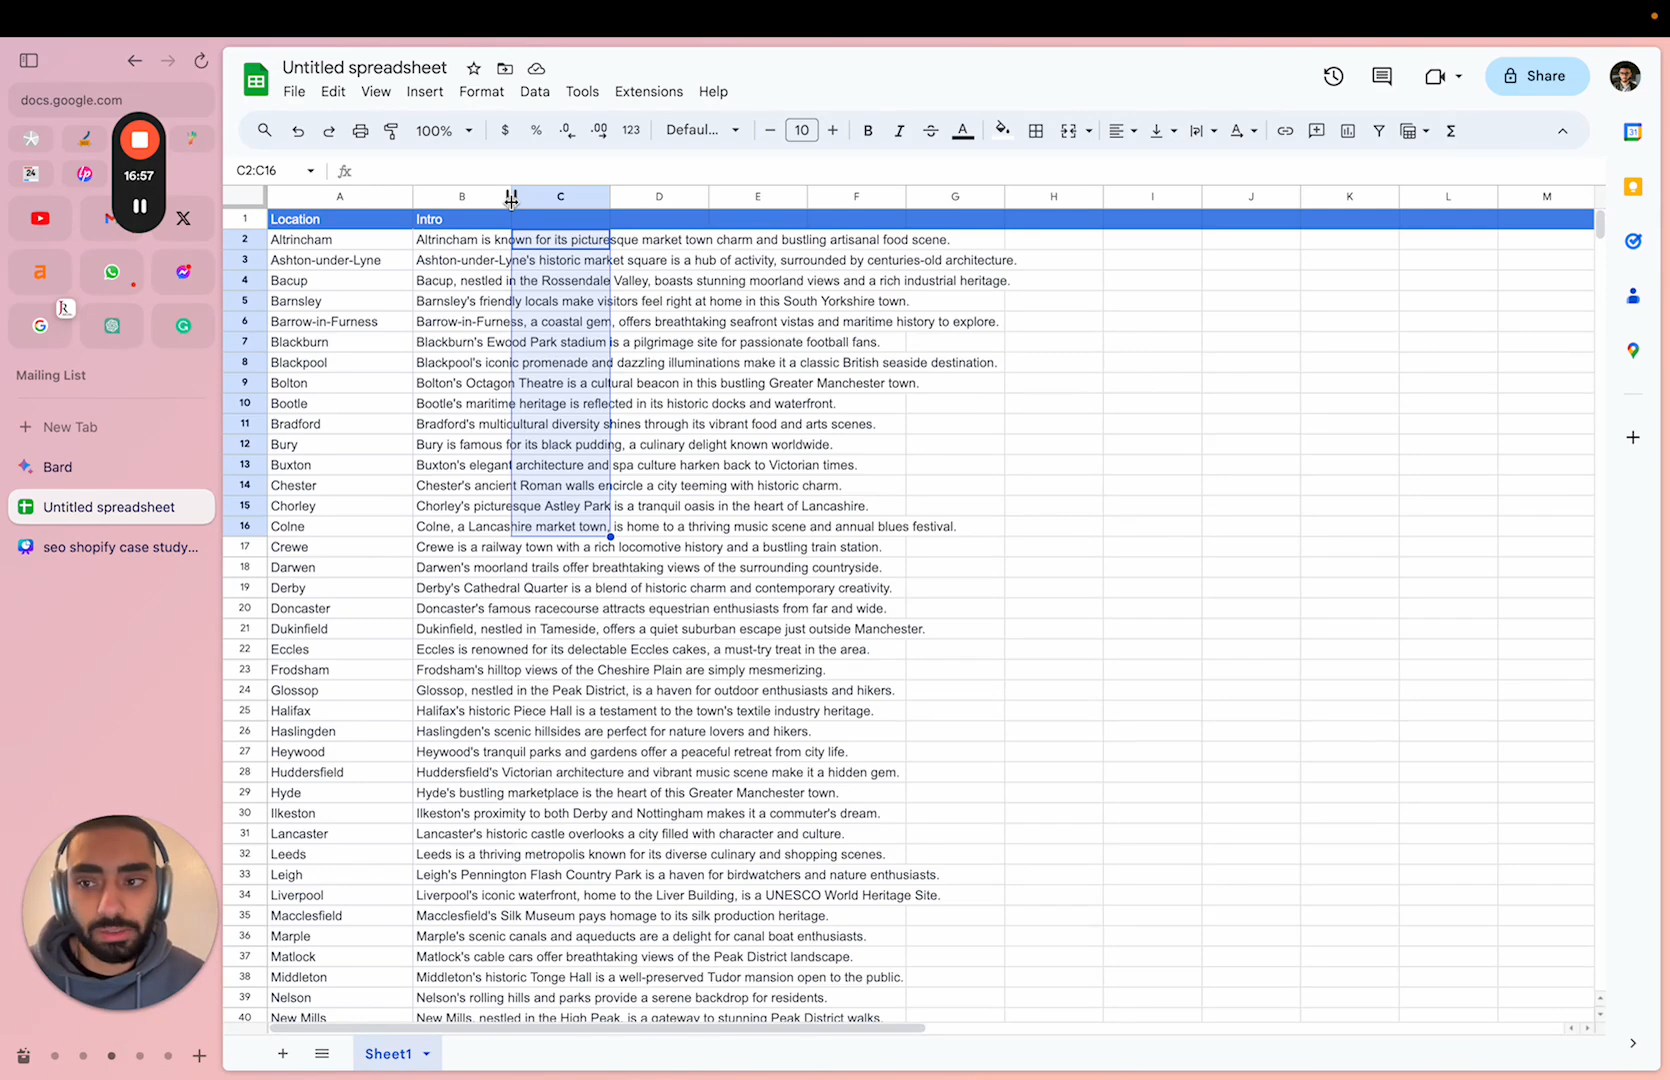 Untitled spreadsheet
File Edit View Insert Format Data Tools Extensions Help
Share
docs.google.com
100% $ % .0 .00 123 Defaul... 10 B I A
24
16:57
C2:C16 fx
A B C D E F G H I J K L M
1 Location Intro
2 Altrincham Altrincham is known for its picturesque market town charm and bustling artisanal food scene.
3 Ashton-under-Lyne Ashton-under-Lyne's historic market square is a hub of activity, surrounded by centuries-old architecture.
4 Bacup Bacup, nestled in the Rossendale Valley, boasts stunning moorland views and a rich industrial heritage.
5 Barnsley Barnsley's friendly locals make visitors feel right at home in this South Yorkshire town.
6 Barrow-in-Furness Barrow-in-Furness, a coastal gem, offers breathtaking seafront vistas and maritime history to explore.
7 Blackburn Blackburn's Ewood Park stadium is a pilgrimage site for passionate football fans.
8 Blackpool Blackpool's iconic promenade and dazzling illuminations make it a classic British seaside destination.
9 Bolton Bolton's Octagon Theatre is a cultural beacon in this bustling Greater Manchester town.
10 Bootle Bootle's maritime heritage is reflected in its historic docks and waterfront.
11 Bradford Bradford's multicultural diversity shines through its vibrant food and arts scenes.
12 Bury Bury is famous for its black pudding, a culinary delight known worldwide.
13 Buxton Buxton's elegant architecture and spa culture harken back to Victorian times.
14 Chester Chester's ancient Roman walls encircle a city teeming with historic charm.
15 Chorley Chorley's picturesque Astley Park is a tranquil oasis in the heart of Lancashire.
16 Colne Colne, a Lancashire market town, is home to a thriving music scene and annual blues festival.
17 Crewe Crewe is a railway town with a rich locomotive history and a bustling train station.
18 Darwen Darwen's moorland trails offer breathtaking views of the surrounding countryside.
19 Derby Derby's Cathedral Quarter is a blend of historic charm and contemporary creativity.
20 Doncaster Doncaster's famous racecourse attracts equestrian enthusiasts from far and wide.
21 Dukinfield Dukinfield, nestled in Tameside, offers a quiet suburban escape just outside Manchester.
22 Eccles Eccles is renowned for its delectable Eccles cakes, a must-try treat in the area.
23 Frodsham Frodsham's hilltop views of the Cheshire Plain are simply mesmerizing.
24 Glossop Glossop, nestled in the Peak District, is a haven for outdoor enthusiasts and hikers.
25 Halifax Halifax's historic Piece Hall is a testament to the town's textile industry heritage.
26 Haslingden Haslingden's scenic hillsides are perfect for nature lovers and hikers.
27 Heywood Heywood's tranquil parks and gardens offer a peaceful retreat from city life.
28 Huddersfield Huddersfield's Victorian architecture and vibrant music scene make it a hidden gem.
29 Hyde Hyde's bustling marketplace is the heart of this Greater Manchester town.
30 Ilkeston Ilkeston's proximity to both Derby and Nottingham makes it a commuter's dream.
31 Lancaster Lancaster's historic castle overlooks a city filled with character and culture.
32 Leeds Leeds is a thriving metropolis known for its diverse culinary and shopping scenes.
33 Leigh Leigh's Pennington Flash Country Park is a haven for birdwatchers and nature enthusiasts.
34 Liverpool Liverpool's iconic waterfront, home to the Liver Building, is a UNESCO World Heritage Site.
35 Macclesfield Macclesfield's Silk Museum pays homage to its silk production heritage.
36 Marple Marple's scenic canals and aqueducts are a delight for canal boat enthusiasts.
37 Matlock Matlock's cable cars offer breathtaking views of the Peak District landscape.
38 Middleton Middleton's historic Tonge Hall is a well-preserved Tudor mansion open to the public.
39 Nelson Nelson's rolling hills and parks provide a serene backdrop for residents.
40 New Mills New Mills, nestled in the High Peak, is a gateway to stunning Peak District walks.
Mailing List
New Tab
Bard
Untitled spreadsheet
seo shopify case study...
Sheet1